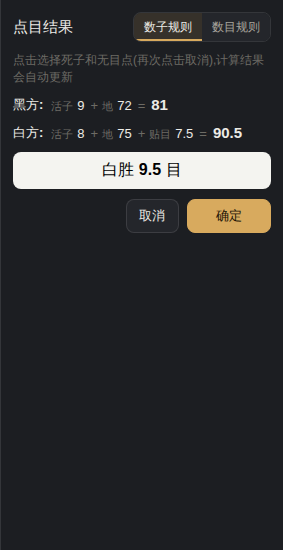 点目结果 数子规则 数目规则
点击选择死子和无目点(再次点击取消),计算结果
会自动更新
黑方: 活子 9 + 地 72 = 81
白方: 活子 8 + 地 75 + 贴目 7.5 = 90.5
白胜 9.5 目
取消 确定